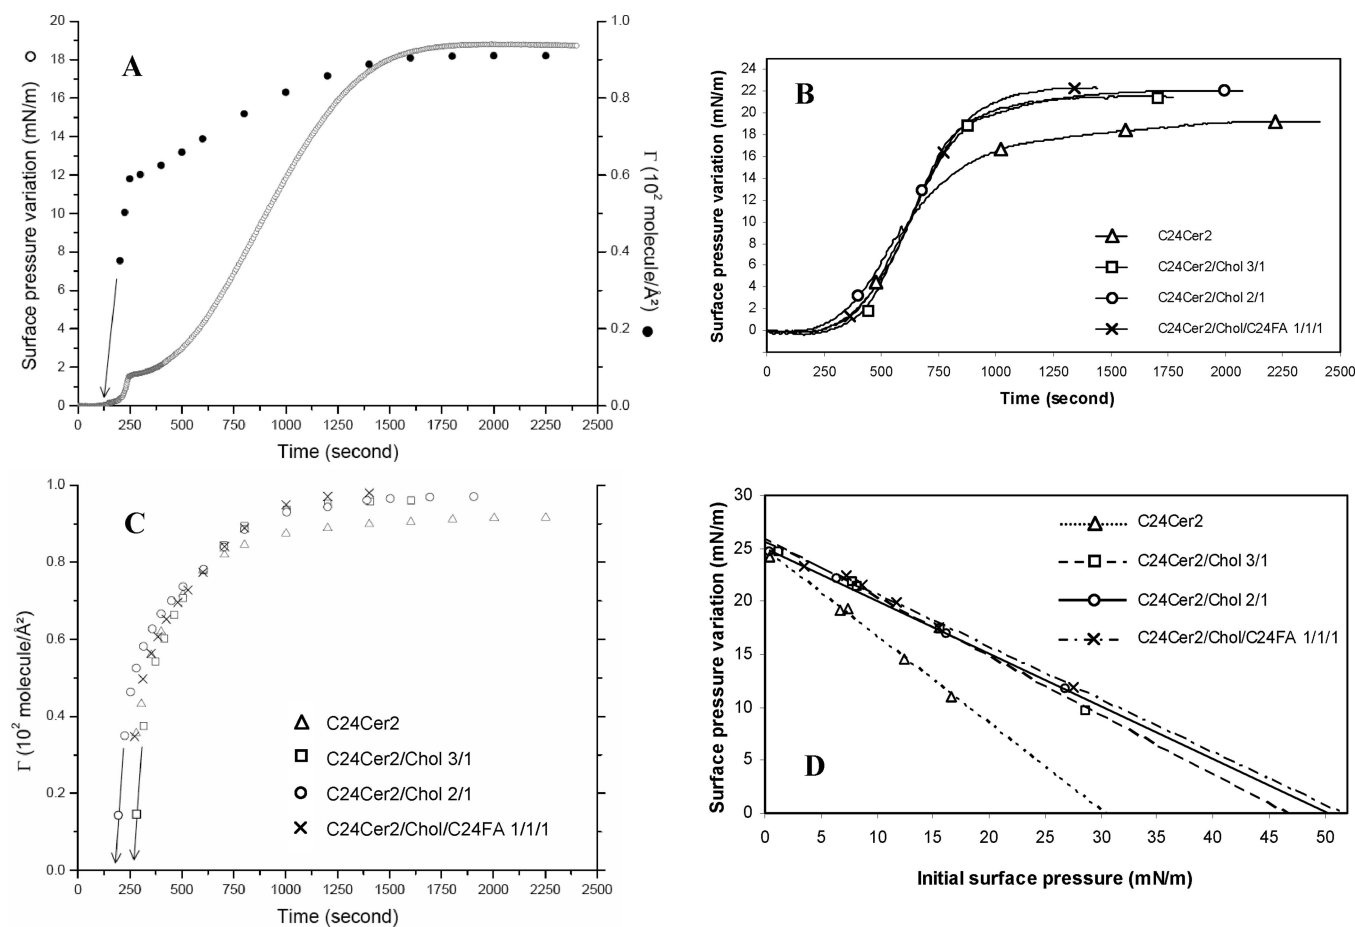 A
Surface pressure variation (mN/m)
20
18
16
14
12
10
8
6
4
2
0
1.0
0.8
0.6
0.4
0.2
0.0
Γ (10² molecule/Å²)
0 250 500 750 1000 1250 1500 1750 2000 2250 2500
Time (second)
B
Surface pressure variation (mN/m)
24
22
20
18
16
14
12
10
8
6
4
2
0
C24Cer2
C24Cer2/Chol 3/1
C24Cer2/Chol 2/1
C24Cer2/Chol/C24FA 1/1/1
0 250 500 750 1000 1250 1500 1750 2000 2250 2500
Time (second)
C
Γ (10² molecule/Å²)
1.0
0.8
0.6
0.4
0.2
0.0
C24Cer2
C24Cer2/Chol 3/1
C24Cer2/Chol 2/1
C24Cer2/Chol/C24FA 1/1/1
0 250 500 750 1000 1250 1500 1750 2000 2250 2500
Time (second)
D
Surface pressure variation (mN/m)
30
25
20
15
10
5
0
C24Cer2
C24Cer2/Chol 3/1
C24Cer2/Chol 2/1
C24Cer2/Chol/C24FA 1/1/1
0 5 10 15 20 25 30 35 40 45 50
Initial surface pressure (mN/m)